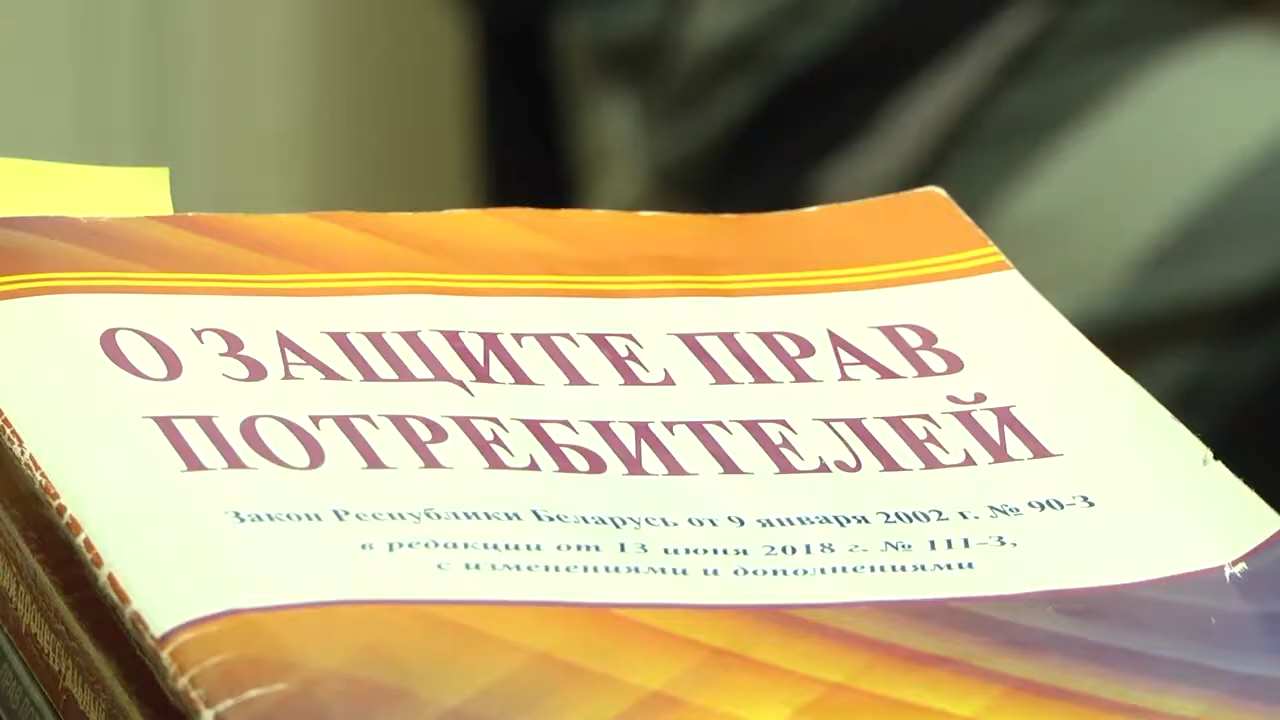 О ЗАЩИТЕ ПРАВ
ПОТРЕБИТЕЛЕЙ
Закон Республики Беларусь от 9 января 2002 г. № 90-З
в редакции от 13 июня 2018 г. № 111-З,
с изменениями и дополнениями